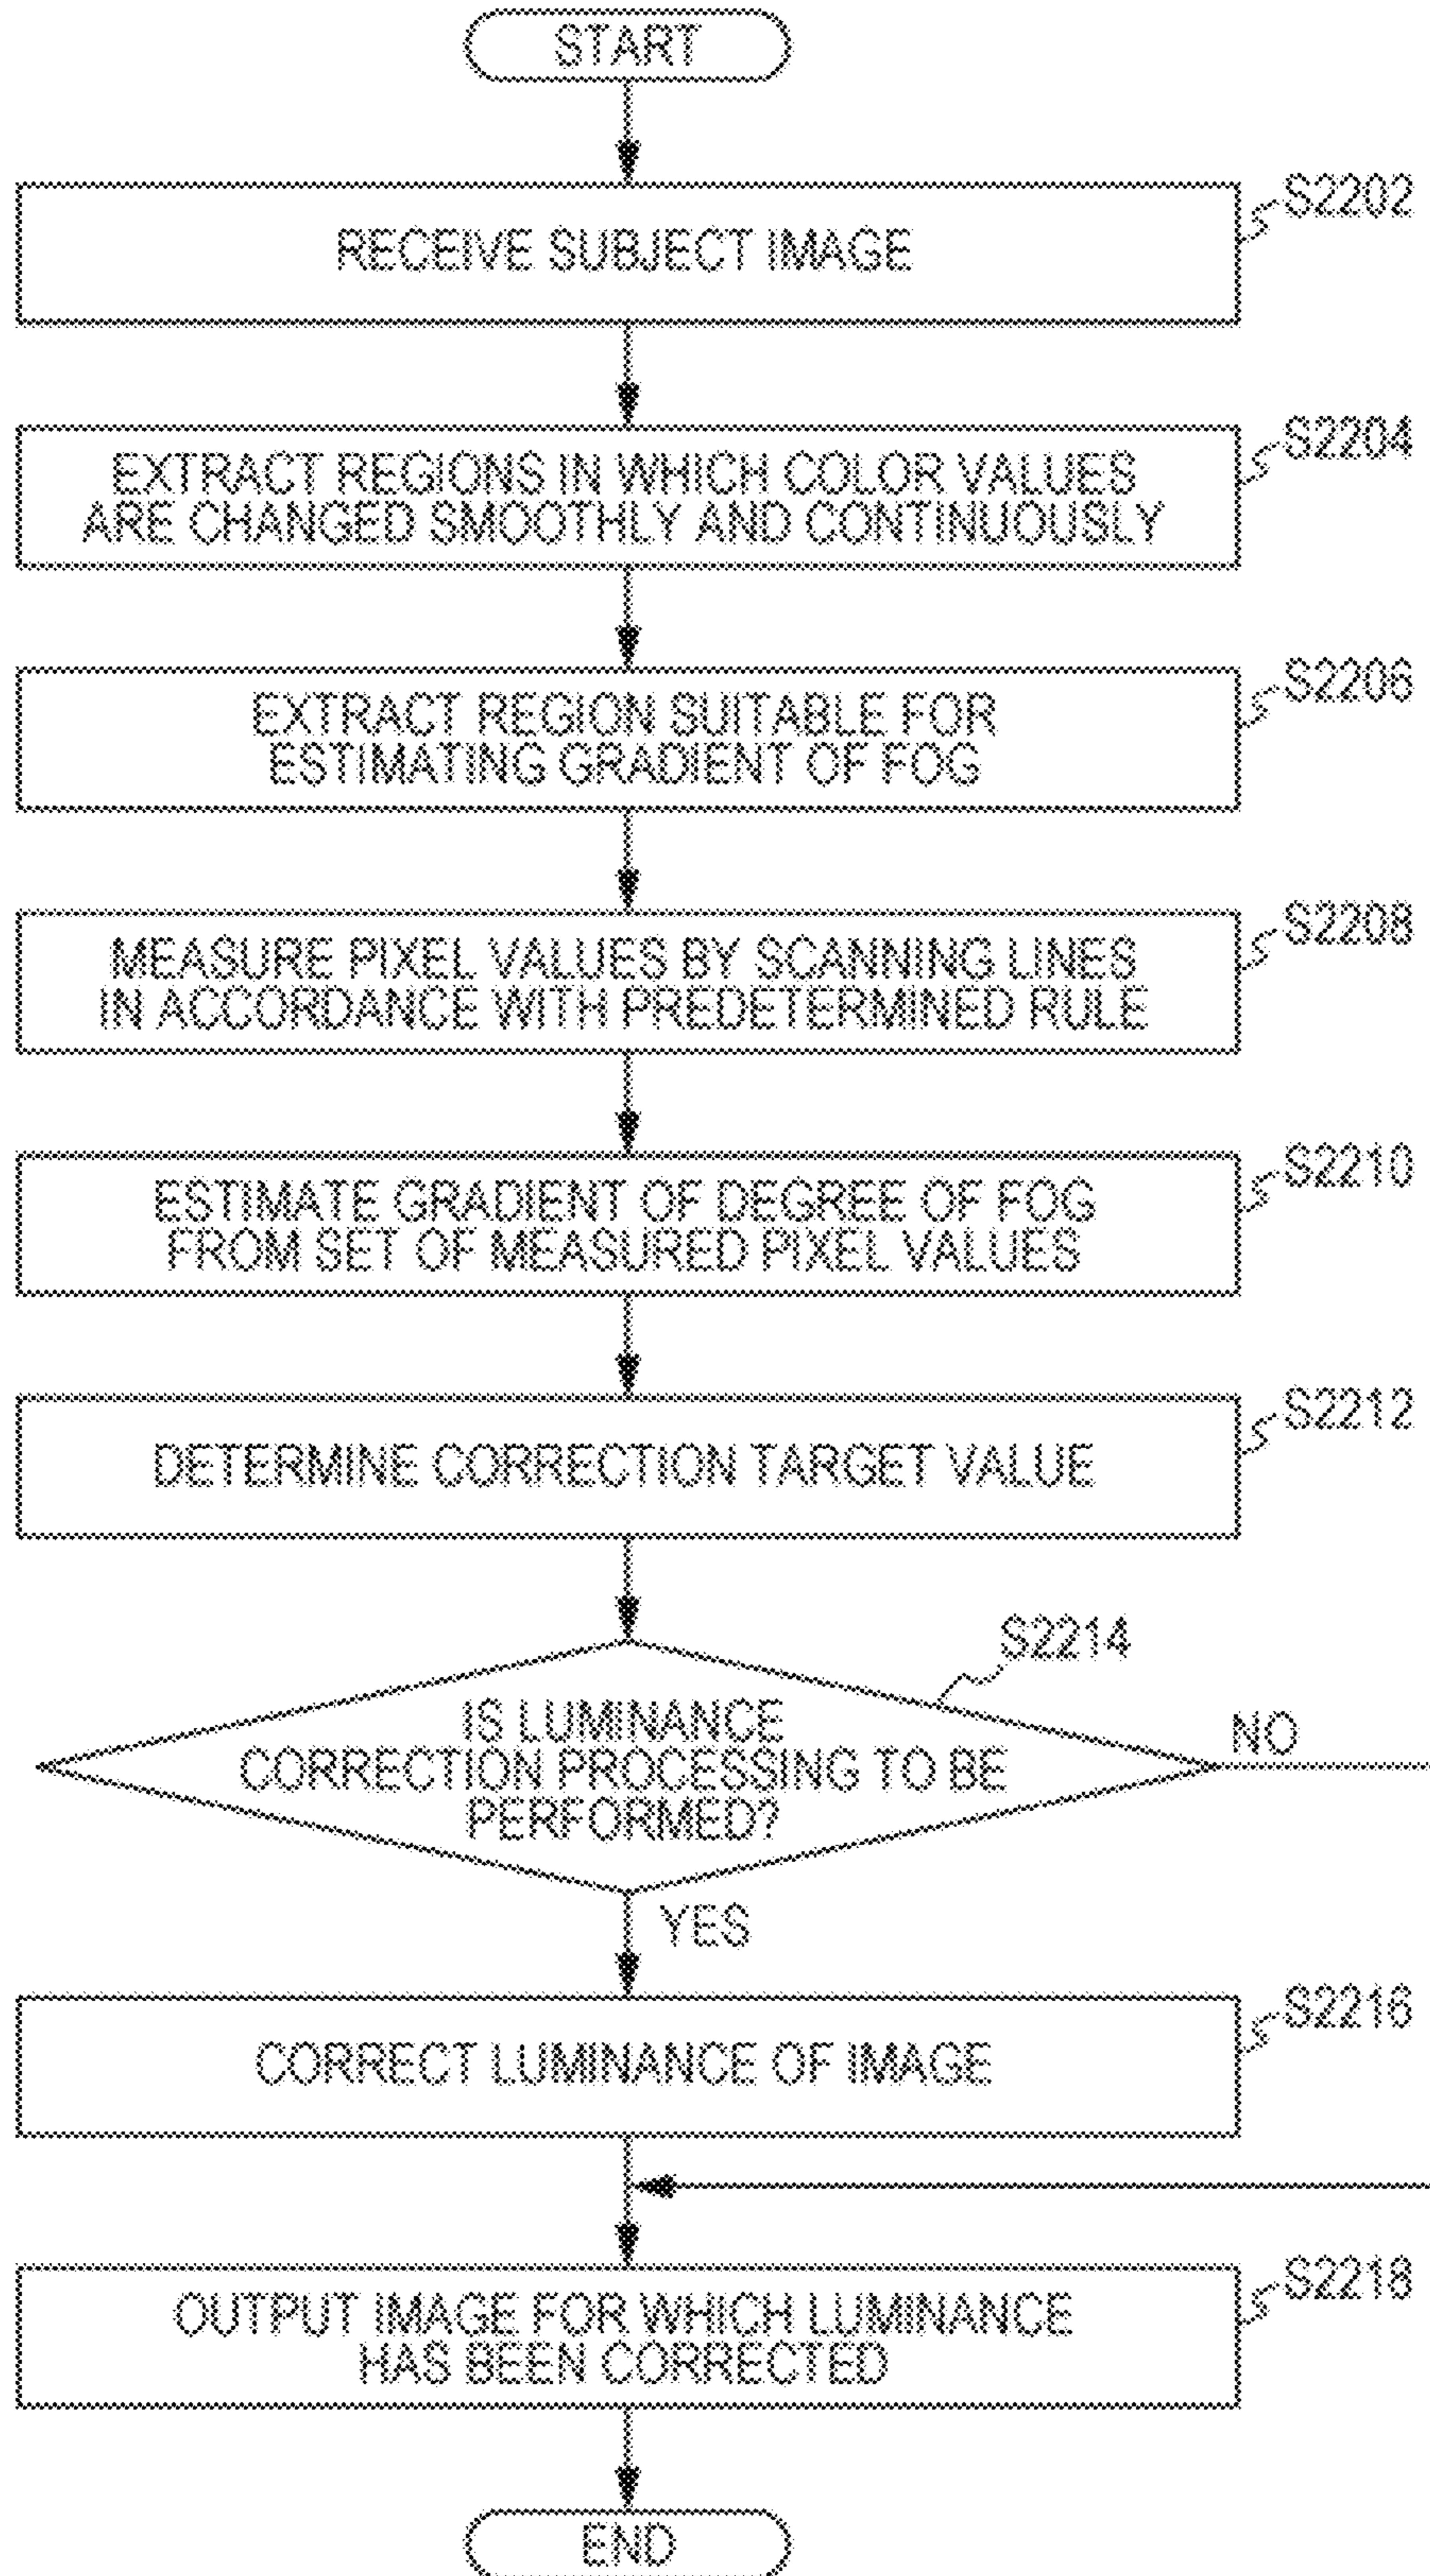 START
RECEIVE SUBJECT IMAGE
S2202
EXTRACT REGIONS IN WHICH COLOR VALUES
ARE CHANGED SMOOTHLY AND CONTINUOUSLY
S2204
EXTRACT REGION SUITABLE FOR
ESTIMATING GRADIENT OF FOG
S2206
MEASURE PIXEL VALUES BY SCANNING LINES
IN ACCORDANCE WITH PREDETERMINED RULE
S2208
ESTIMATE GRADIENT OF DEGREE OF FOG
FROM SET OF MEASURED PIXEL VALUES
S2210
DETERMINE CORRECTION TARGET VALUE
S2212
S2214
IS LUMINANCE
CORRECTION PROCESSING TO BE
PERFORMED?
NO
YES
CORRECT LUMINANCE OF IMAGE
S2216
OUTPUT IMAGE FOR WHICH LUMINANCE
HAS BEEN CORRECTED
S2218
END